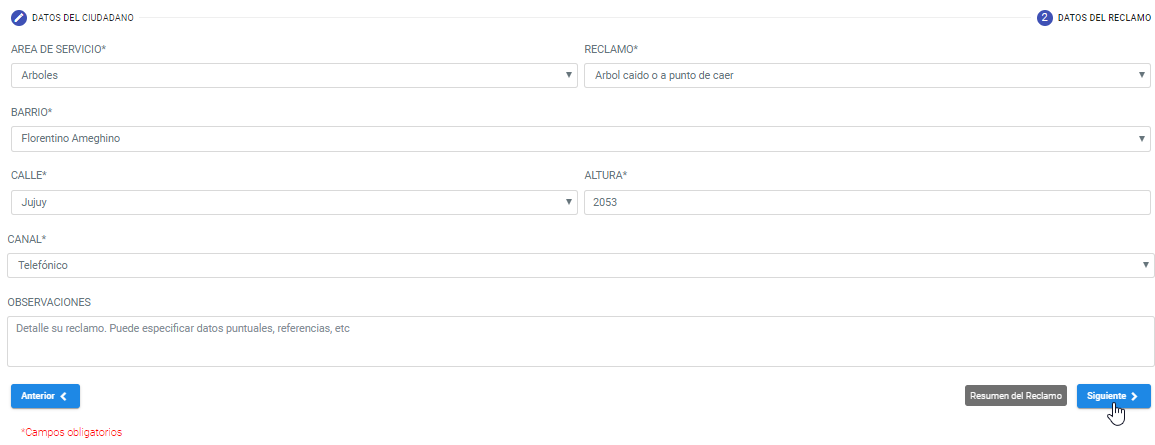 DATOS DEL CIUDADANO
2 DATOS DEL RECLAMO
AREA DE SERVICIO*
RECLAMO*
Arboles
Arbol caido o a punto de caer
BARRIO*
Florentino Ameghino
CALLE*
ALTURA*
Jujuy
2053
CANAL*
Telefónico
OBSERVACIONES
Detalle su reclamo. Puede especificar datos puntuales, referencias, etc
Anterior
Resumen del Reclamo
Siguiente
*Campos obligatorios